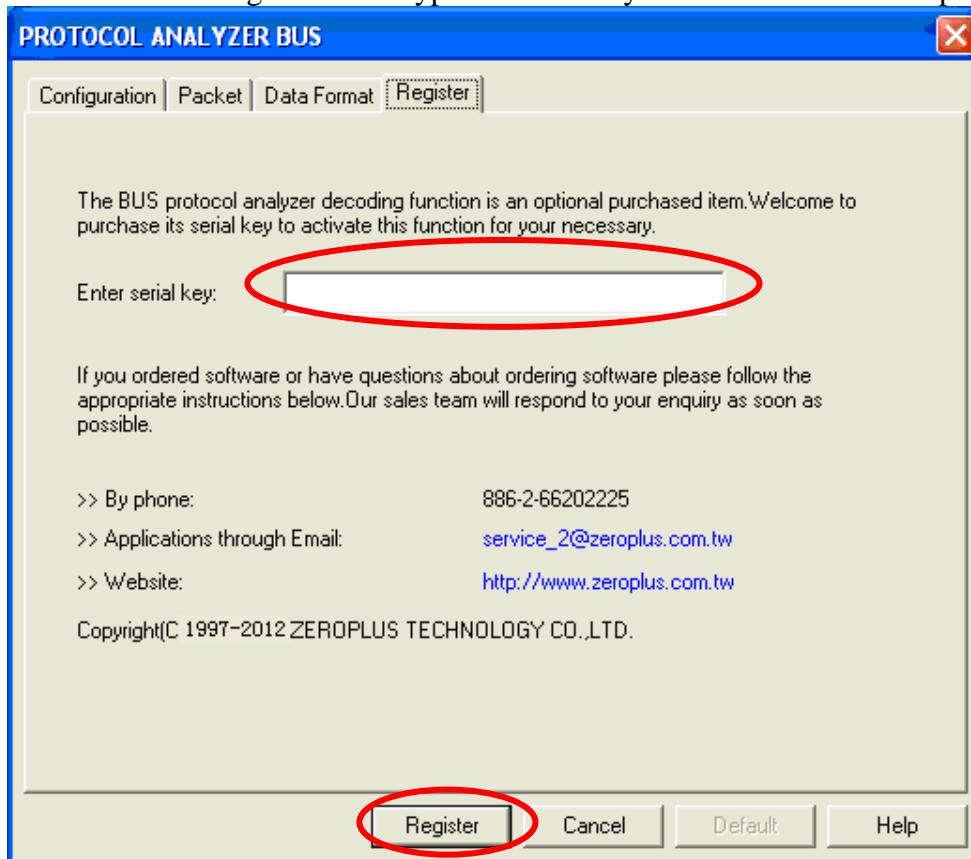 PROTOCOL ANALYZER BUS
Configuration Packet Data Format Register
The BUS protocol analyzer decoding function is an optional purchased item.Welcome to
purchase its serial key to activate this function for your necessary.
Enter serial key:
If you ordered software or have questions about ordering software please follow the
appropriate instructions below.Our sales team will respond to your enquiry as soon as
possible.
>> By phone: 886-2-66202225
>> Applications through Email: service_2@zeroplus.com.tw
>> Website: http://www.zeroplus.com.tw
Copyright(C 1997-2012 ZEROPLUS TECHNOLOGY CO.,LTD.
Register Cancel Default Help